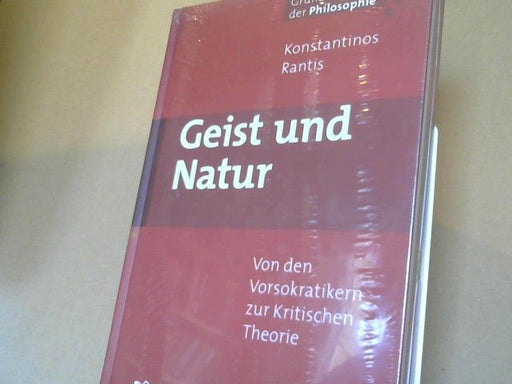 der Philosophie
Konstantinos
Rantis
Geist und
Natur
Von den
Vorsokratikern
zur Kritischen
Theorie